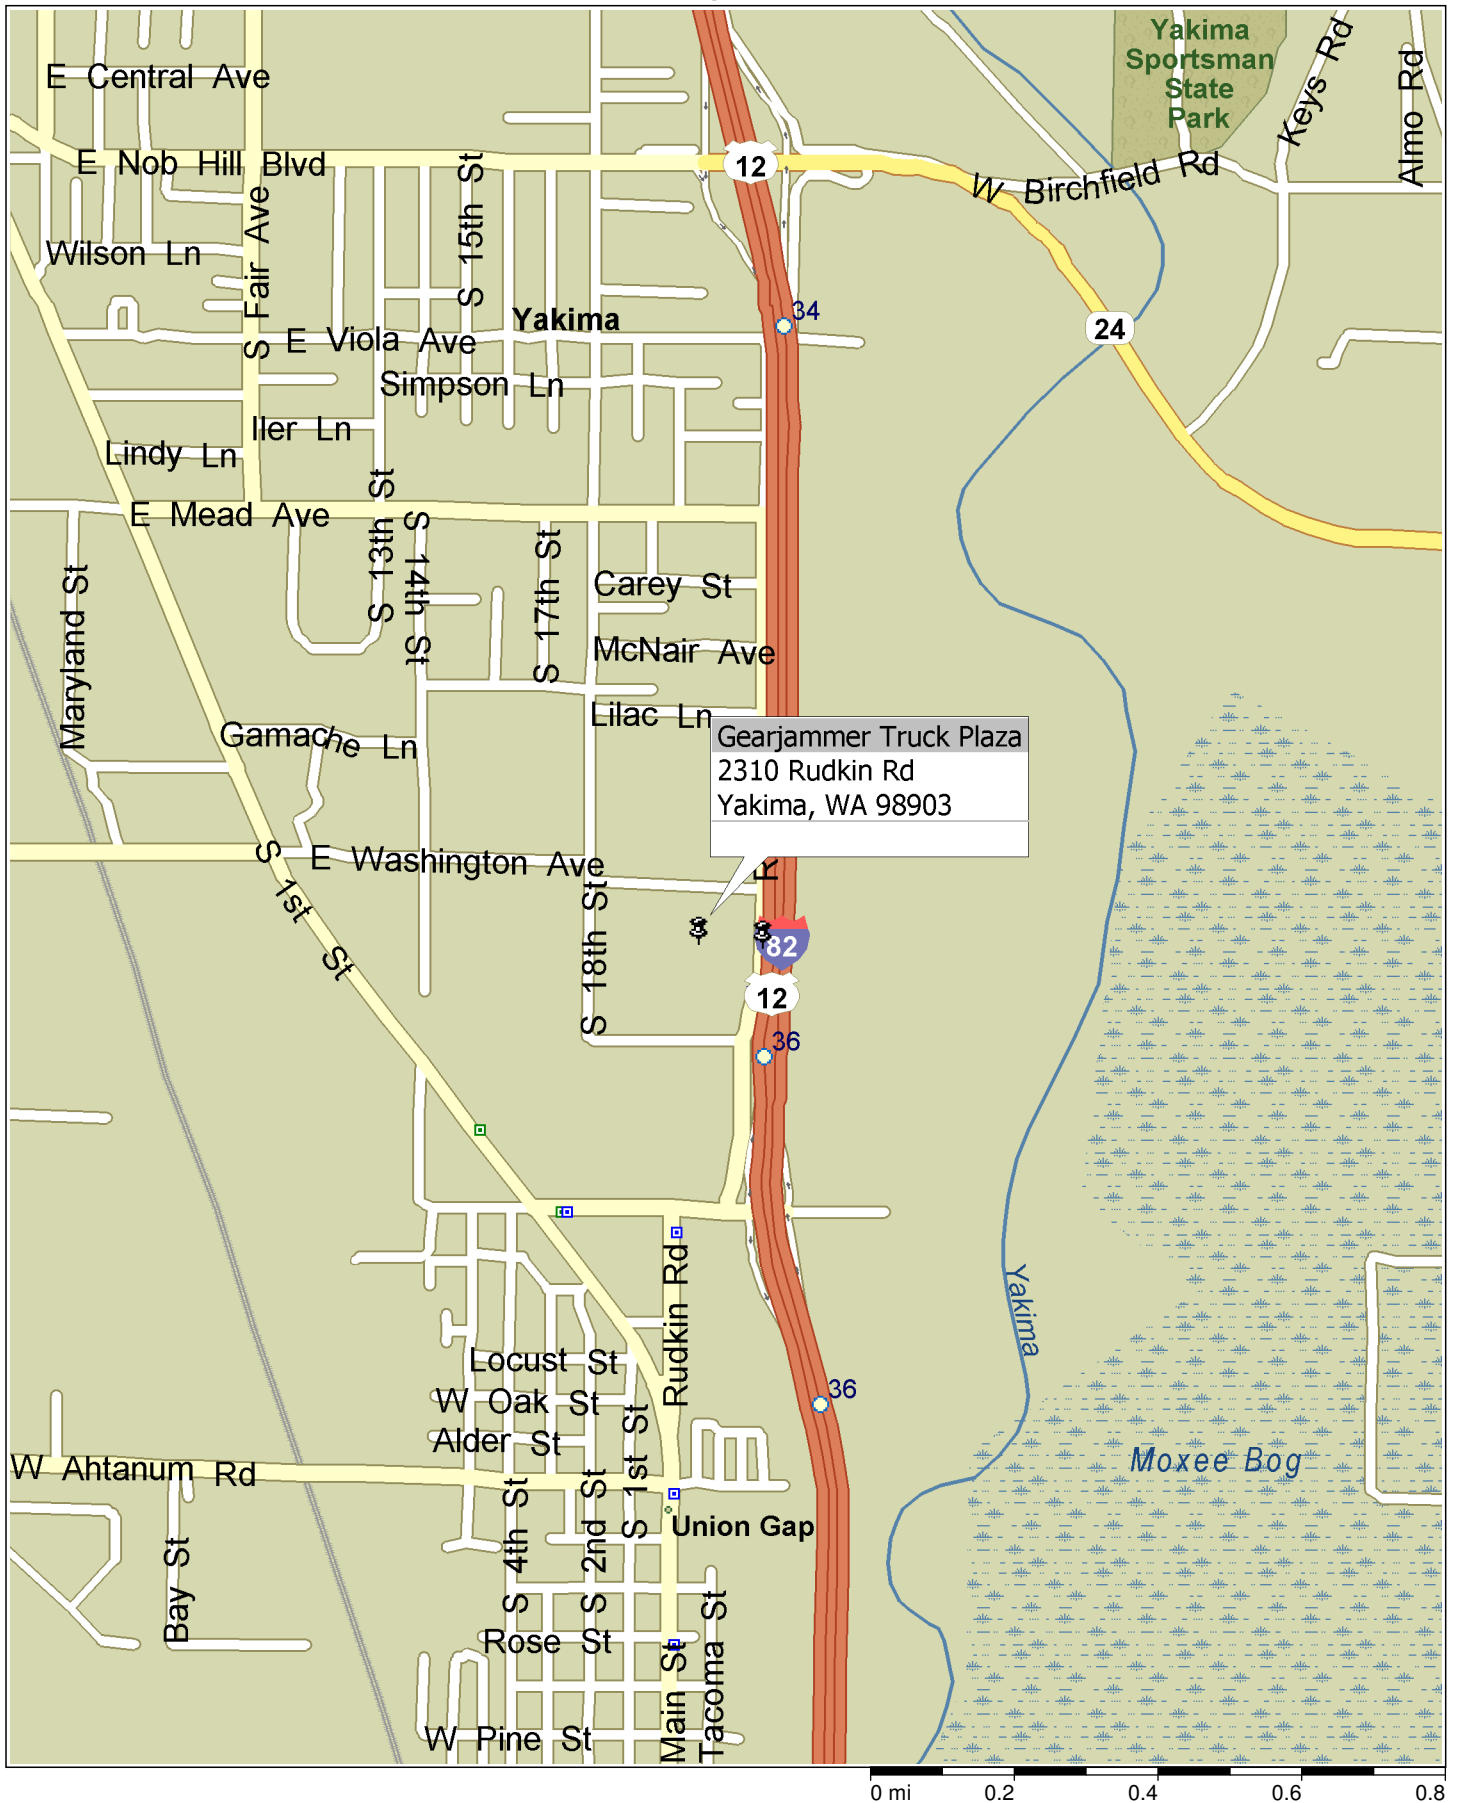 Yakima
Sportsman
State
Park
Keys Rd
Almo Rd
E Central Ave
E Nob Hill Blvd
12
W Birchfield Rd
S 15th St
S Fair Ave
Wilson Ln
34
Yakima
24
E Viola Ave
Simpson Ln
Iler Ln
Lindy Ln
S 13th St
E Mead Ave
S 14th St
S 17th St
Maryland St
Carey St
McNair Ave
Lilac Ln
Gamache Ln
Gearjammer Truck Plaza
2310 Rudkin Rd
Yakima, WA 98903
R
S 1st St
E Washington Ave
S 18th St
82
12
36
Yakima
Rudkin Rd
Locust St
36
W Oak St
Alder St
S 1st St
Moxee Bog
W Ahtanum Rd
S 4th St
S 2nd St
Union Gap
Bay St
Rose St
Main St
Tacoma St
W Pine St
0 mi 0.2 0.4 0.6 0.8